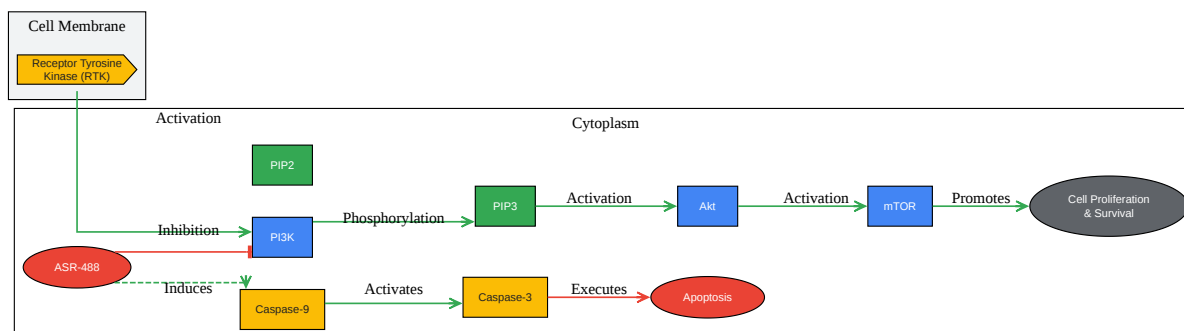 Cell Membrane
Receptor Tyrosine
Kinase (RTK)
Activation
Cytoplasm
PIP2
PIP3
Activation
Akt
Activation
mTOR
Promotes
Cell Proliferation
& Survival
Phosphorylation
Inhibition
PI3K
ASR-488
Induces
Caspase-9
Activates
Caspase-3
Executes
Apoptosis